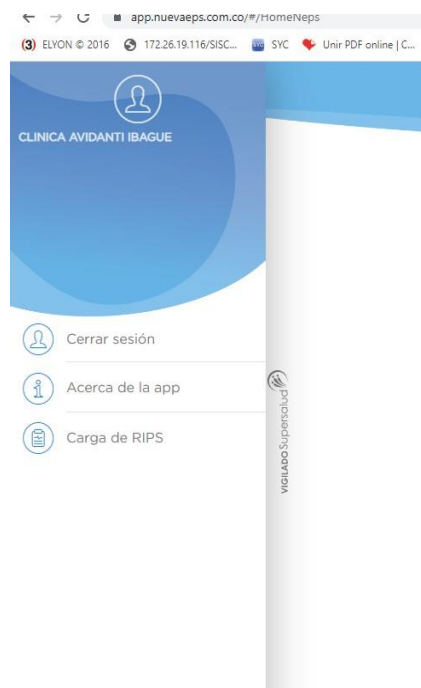 app.nuevaeps.com.co/#/HomeNeps
(3) ELYON © 2016 172.26.19.116/SISC... SYC Unir PDF online | C...
CLINICA AVIDANTI IBAGUE
Cerrar sesión
Acerca de la app
Carga de RIPS
VIGILADO Supersalud